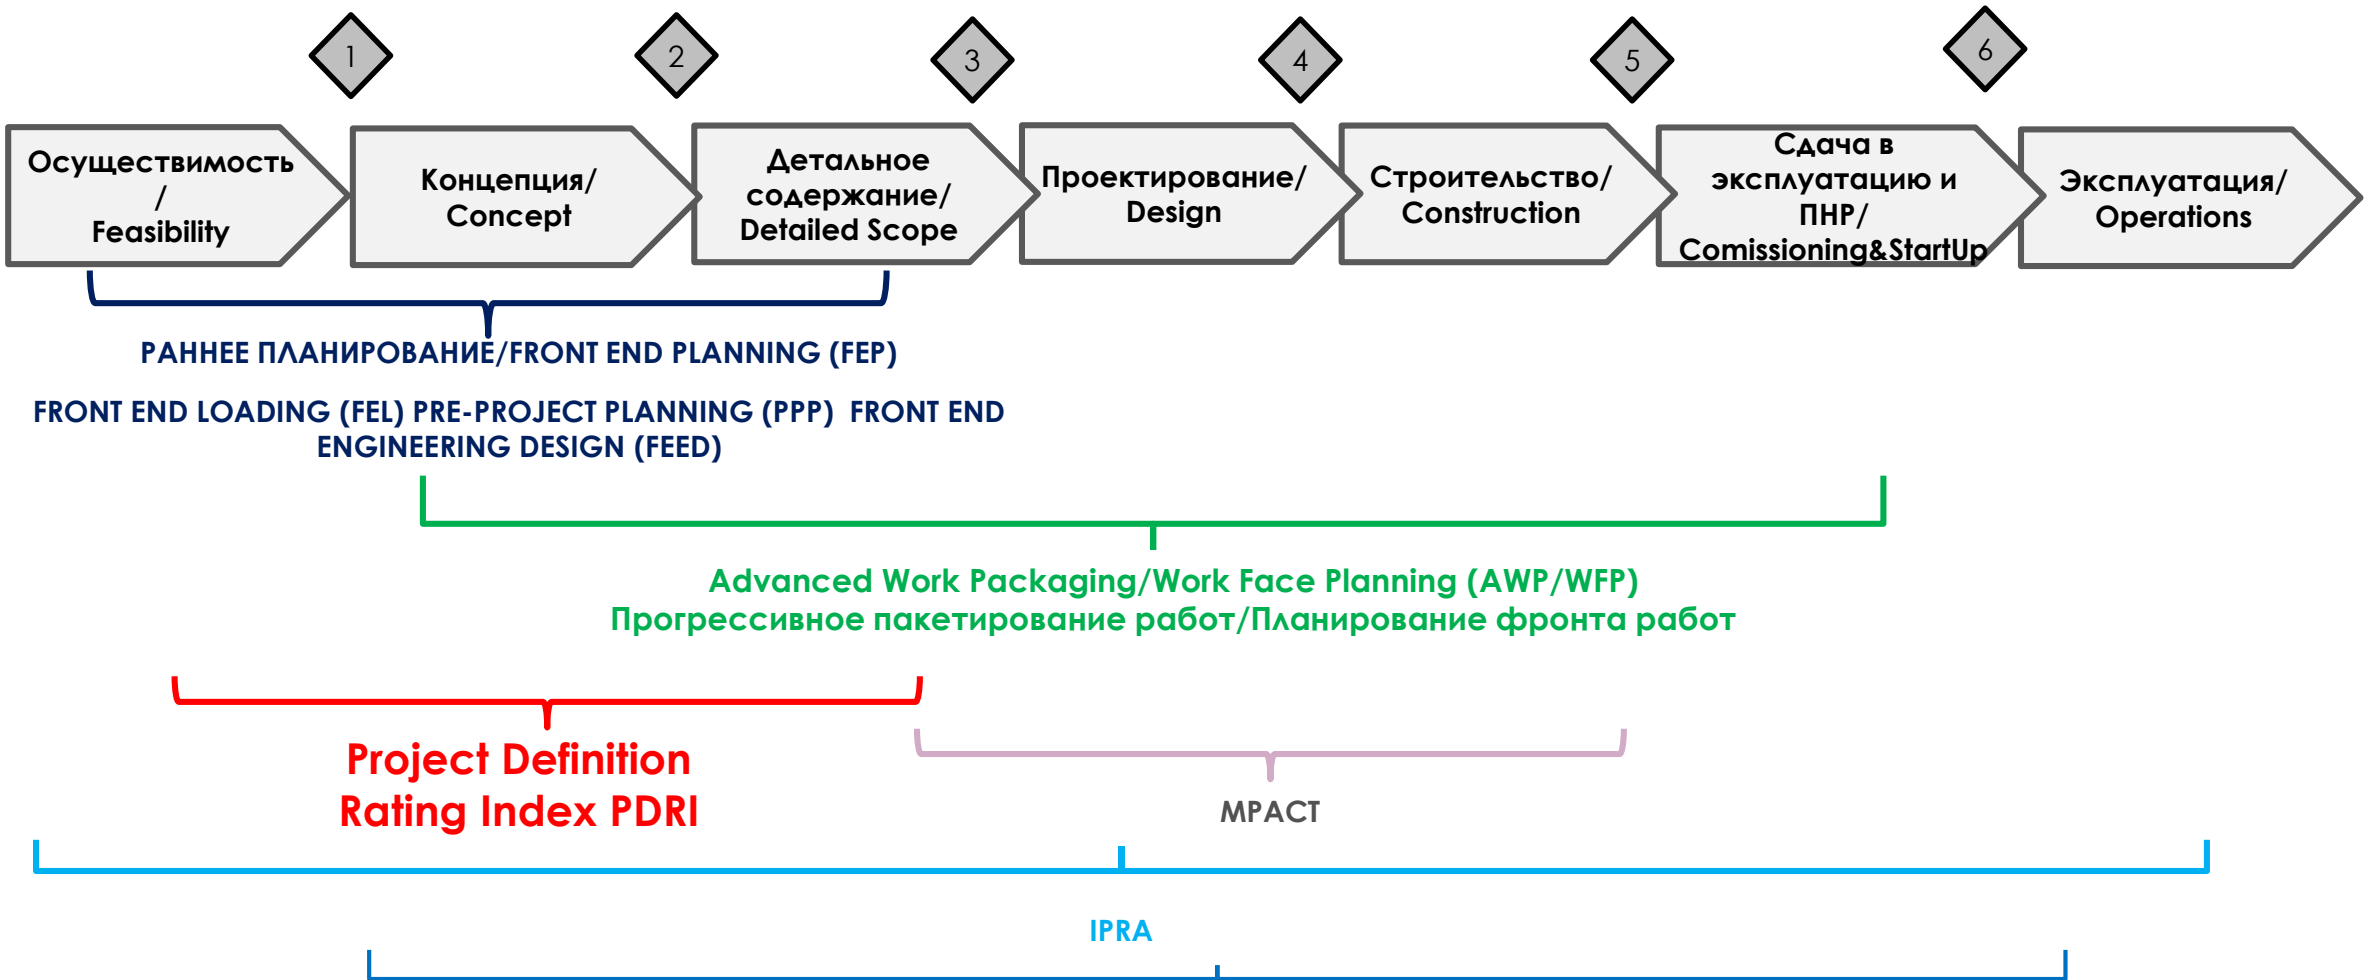 1
2
3
4
5
6
Осуществимость
/
Feasibility
Концепция/
Concept
Детальное
содержание/
Detailed Scope
Проектирование/
Design
Строительство/
Construction
Сдача в
эксплуатацию и
ПНР/
Comissioning&StartUp
Эксплуатация/
Operations
РАННЕЕ ПЛАНИРОВАНИЕ/FRONT END PLANNING (FEP)
FRONT END LOADING (FEL) PRE-PROJECT PLANNING (PPP) FRONT END
ENGINEERING DESIGN (FEED)
Advanced Work Packaging/Work Face Planning (AWP/WFP)
Прогрессивное пакетирование работ/Планирование фронта работ
Project Definition
Rating Index PDRI
MPACT
IPRA